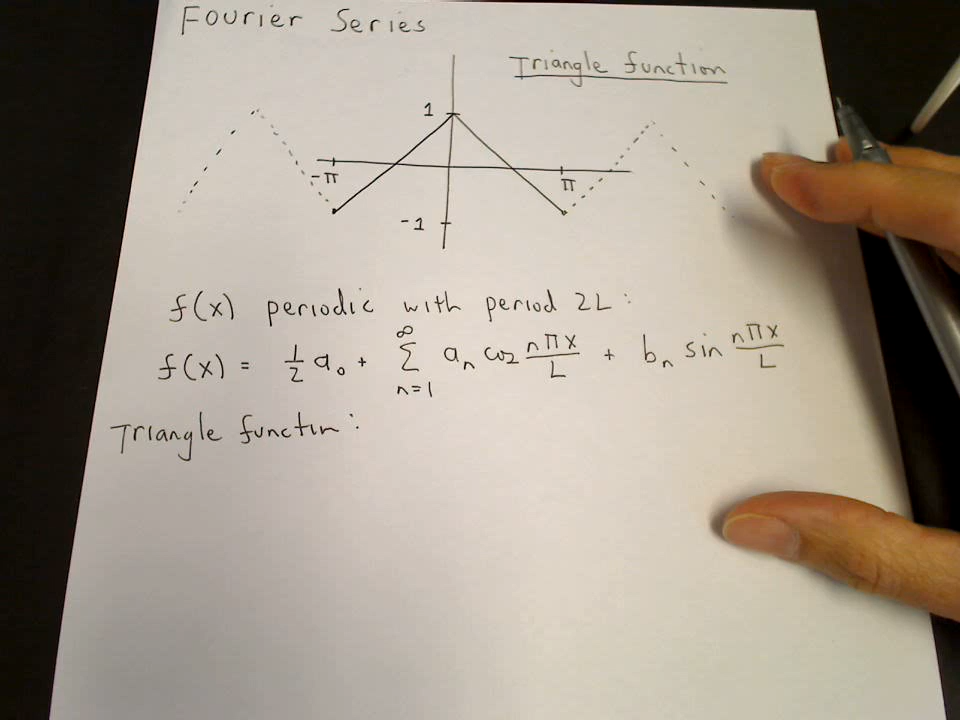 Fourier Series
Triangle function
1
-π
π
-1
f(x) periodic with period 2L:
f(x) = 1/2 a₀ + ∑ₙ₌₁^∞ aₙ cos nπx/L + bₙ sin nπx/L
Triangle functin: